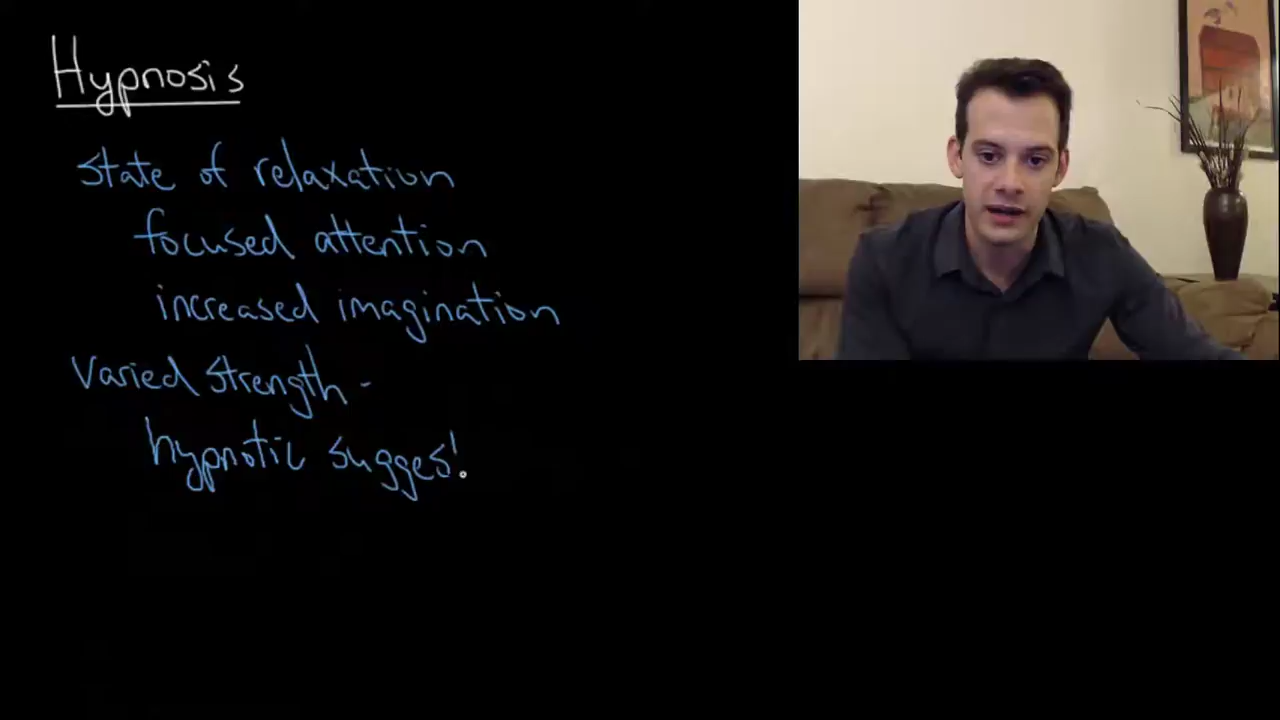 Hypnosis
State of relaxation
focused attention
increased imagination
Varied strength -
hypnotic sugges